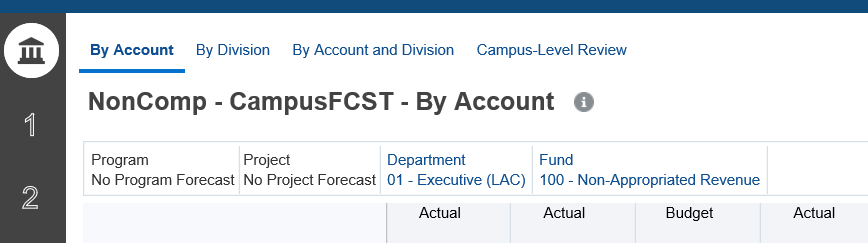 By Account By Division By Account and Division Campus-Level Review
NonComp - CampusFCST - By Account
1
Program Project Department Fund
No Program Forecast No Project Forecast 01 - Executive (LAC) 100 - Non-Appropriated Revenue
2
Actual Actual Budget Actual